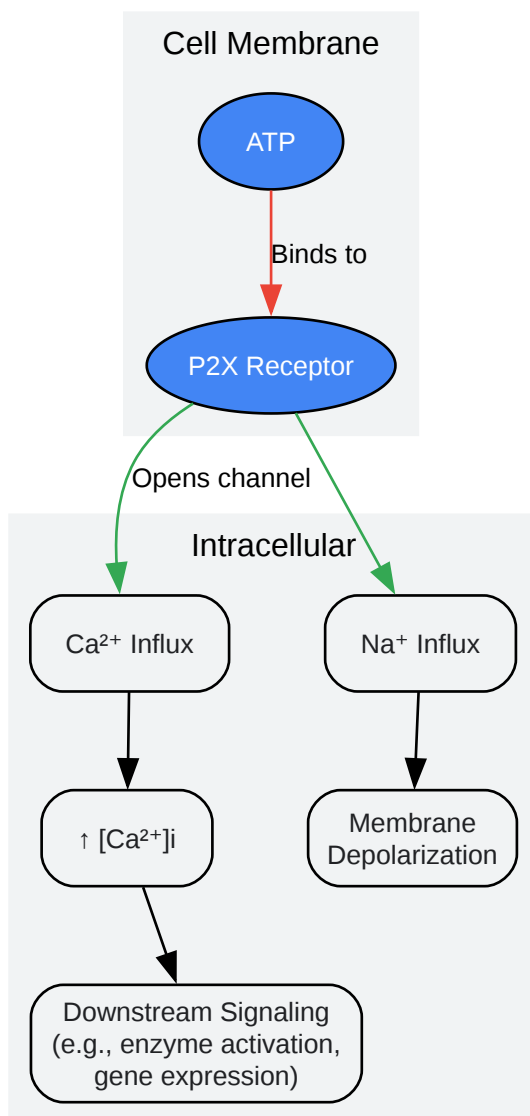 Cell Membrane
ATP
Binds to
P2X Receptor
Opens channel
Intracellular
Ca²⁺ Influx
Na⁺ Influx
↑ [Ca²⁺]i
Membrane
Depolarization
Downstream Signaling
(e.g., enzyme activation,
gene expression)